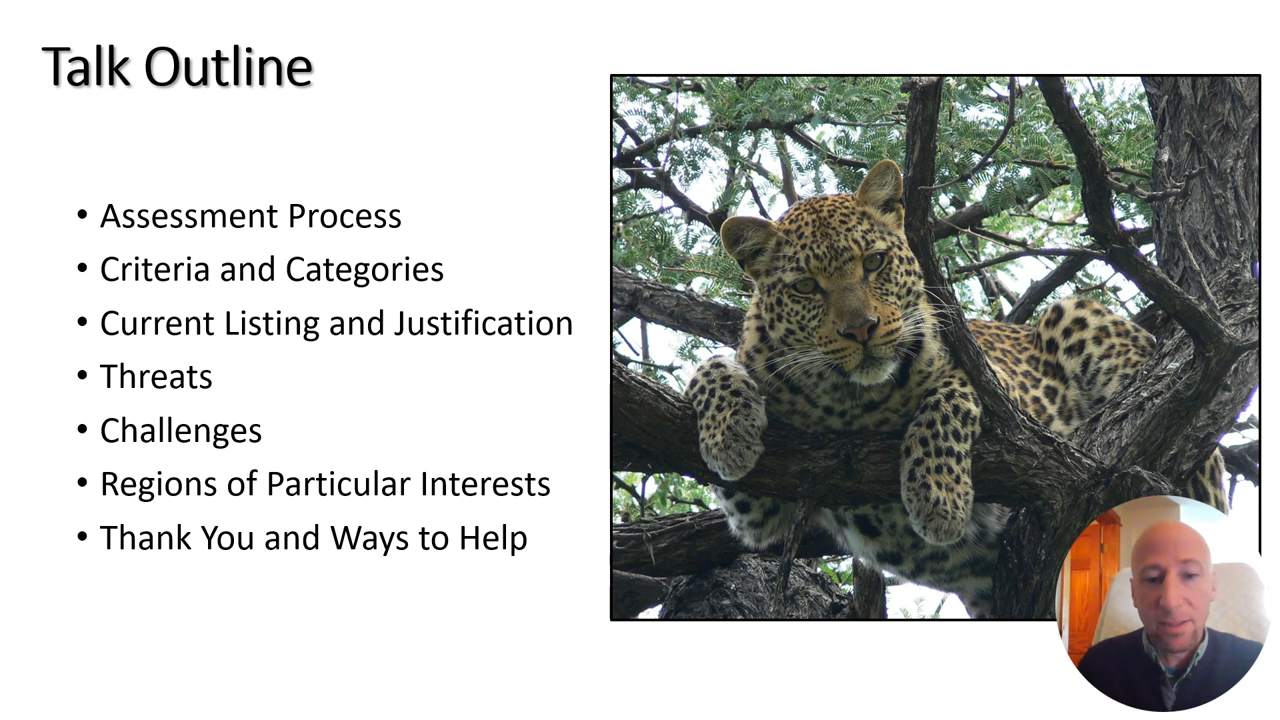 Talk Outline
• Assessment Process
• Criteria and Categories
• Current Listing and Justification
• Threats
• Challenges
• Regions of Particular Interests
• Thank You and Ways to Help